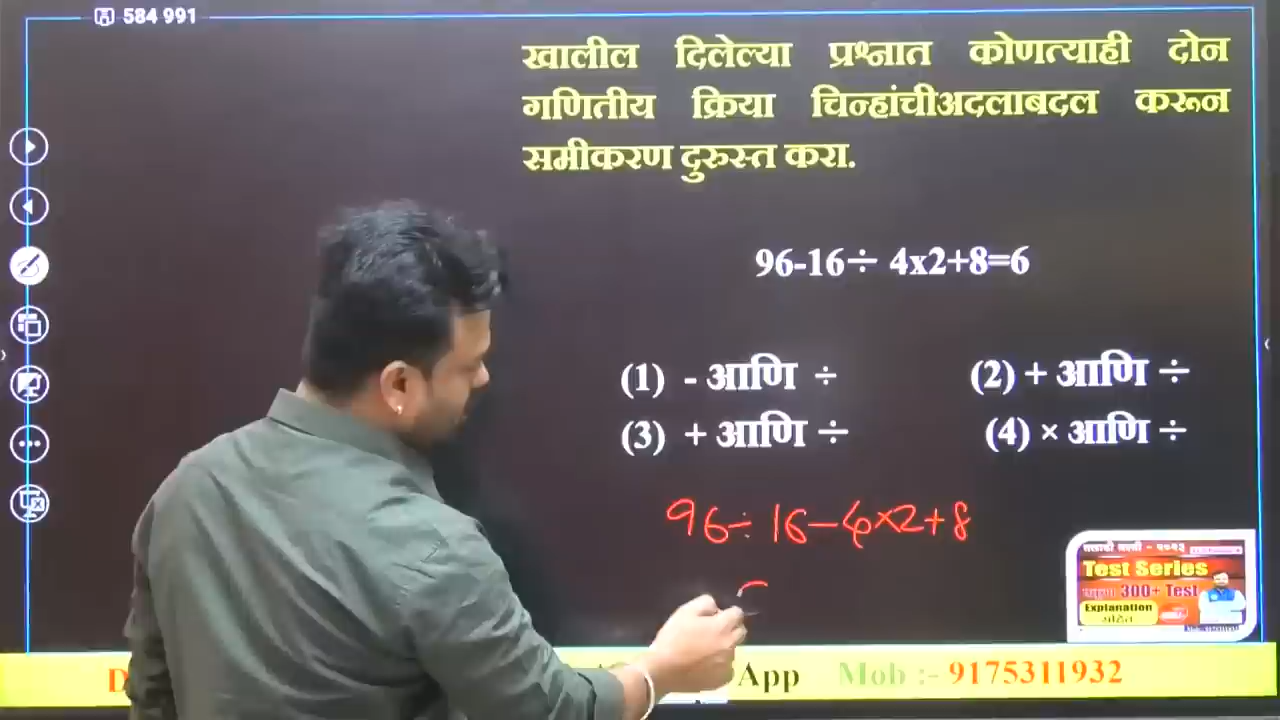 584 991
खालील दिलेल्या प्रश्नात कोणत्याही दोन
गणितीय क्रिया चिन्हांचीअदलाबदल करून
समीकरण दुरुस्त करा.
96-16÷ 4x2+8=6
(1) - आणि ÷
(2) + आणि ÷
(3) + आणि ÷
(4) × आणि ÷
96÷16-4×2+8
Test Series
300+ Test
Explanation
App Mob :- 9175311932